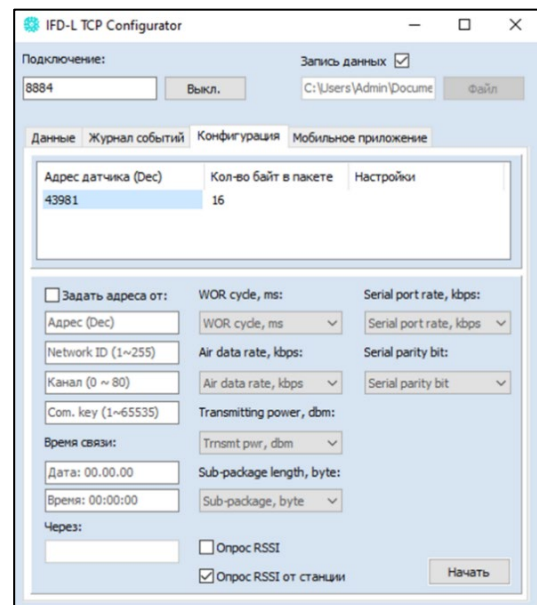 IFD-L TCP Configurator
Подключение:
Запись данных
8884
Выкл.
C:\Users\Admin\Docume
Файл
Данные
Журнал событий
Конфигурация
Мобильное приложение
Адрес датчика (Dec)
Кол-во байт в пакете
Настройки
43981
16
Задать адреса от:
WOR cycle, ms:
Serial port rate, kbps:
Адрес (Dec)
WOR cycle, ms
Serial port rate, kbps
Network ID (1~255)
Air data rate, kbps:
Serial parity bit:
Канал (0 ~ 80)
Air data rate, kbps
Serial parity bit
Com. key (1~65535)
Transmitting power, dbm:
Время связи:
Trnsmt pwr, dbm
Дата: 00.00.00
Sub-package length, byte:
Время: 00:00:00
Sub-package, byte
Через:
Опрос RSSI
Опрос RSSI от станции
Начать